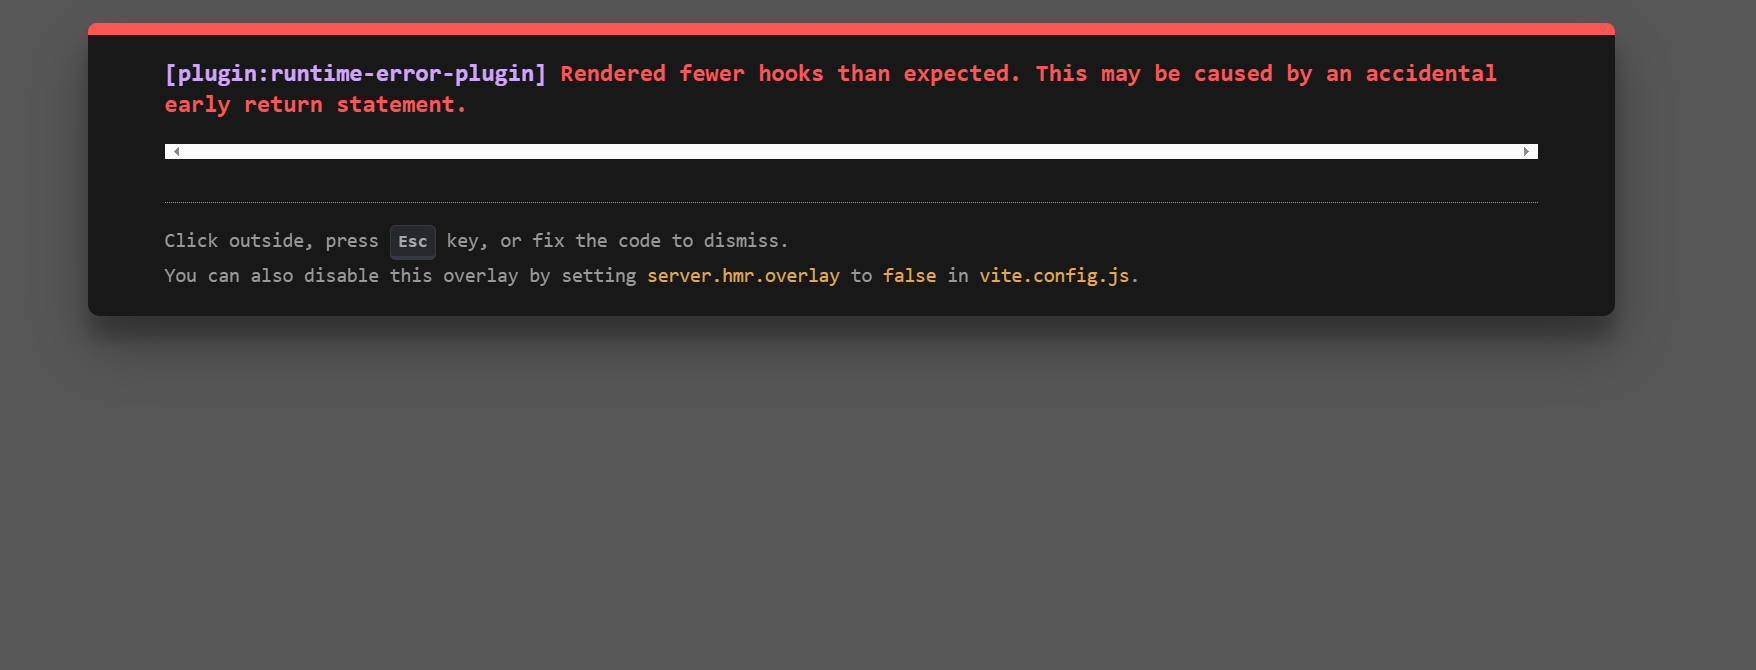 [plugin:runtime-error-plugin] Rendered fewer hooks than expected. This may be caused by an accidental
early return statement.
Click outside, press Esc key, or fix the code to dismiss.
You can also disable this overlay by setting server.hmr.overlay to false in vite.config.js.